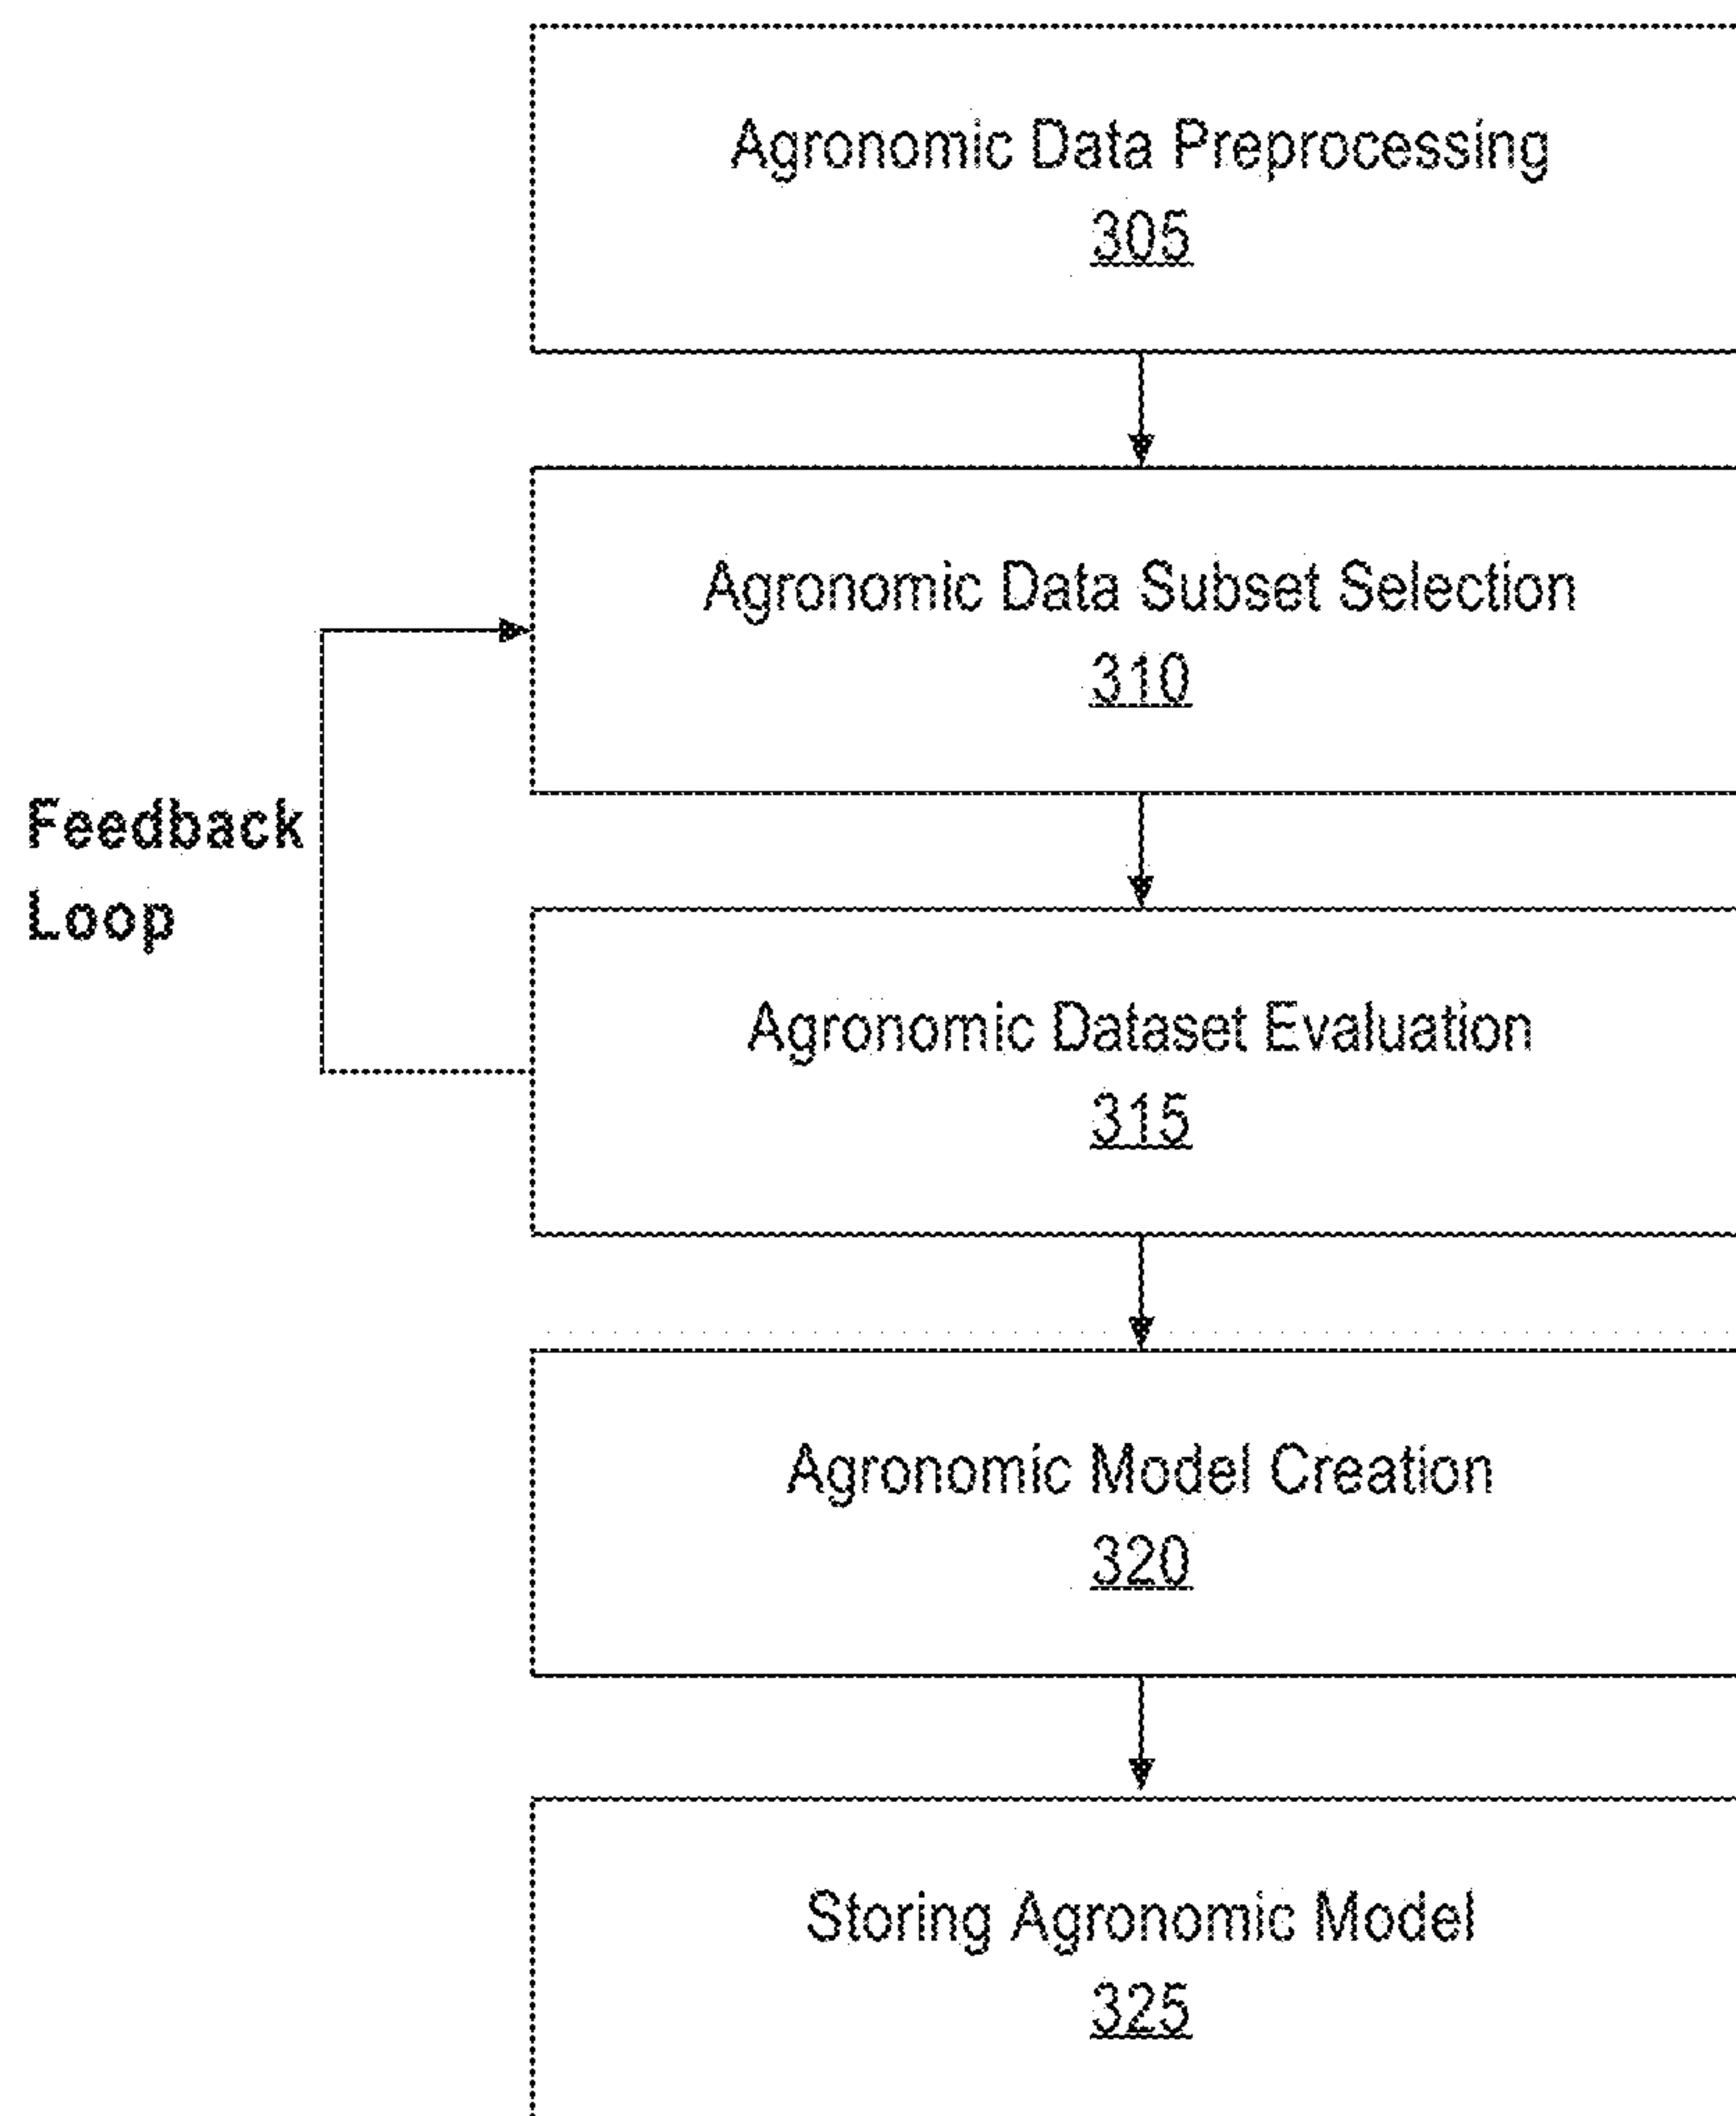 Agronomic Data Preprocessing
305
Agronomic Data Subset Selection
310
Feedback
Loop
Agronomic Dataset Evaluation
315
Agronomic Model Creation
320
Storing Agronomic Model
325